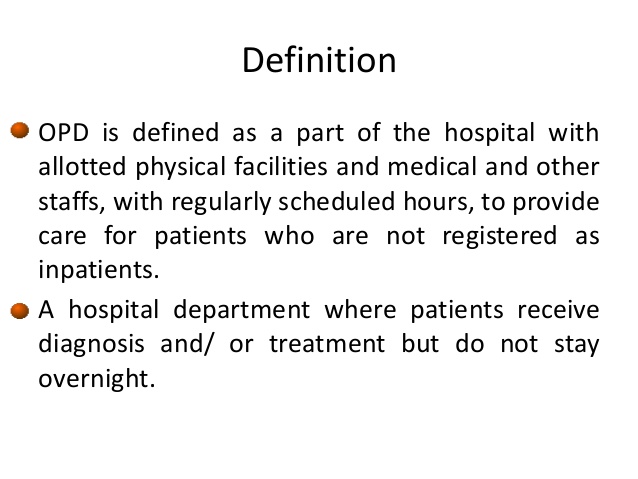 Definition
OPD is defined as a part of the hospital with
allotted physical facilities and medical and other
staffs, with regularly scheduled hours, to provide
care for patients who are not registered as
inpatients.
A hospital department where patients receive
diagnosis and/ or treatment but do not stay
overnight.